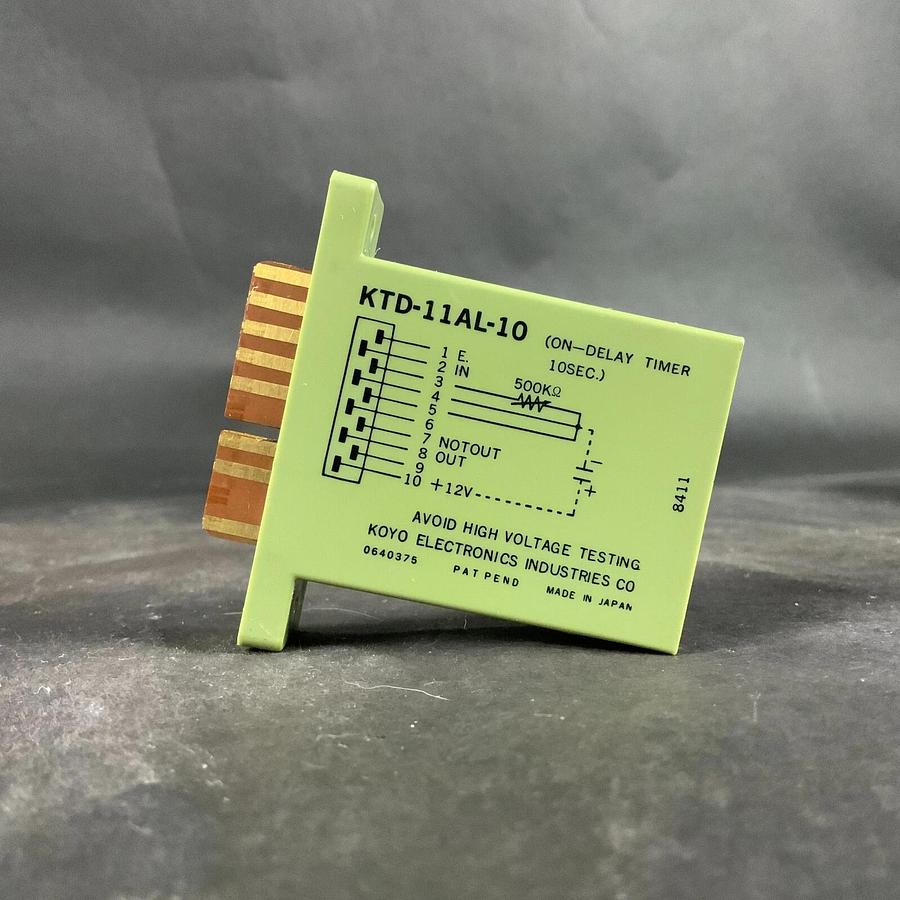 KTD-11AL-10
(ON-DELAY TIMER
10SEC.)
1 E.
2 IN
3
4
5
6
7 NOTOUT
8 OUT
9
10 +12V
500KΩ
-
+
8411
AVOID HIGH VOLTAGE TESTING
KOYO ELECTRONICS INDUSTRIES CO
0640375
PAT PEND
MADE IN JAPAN